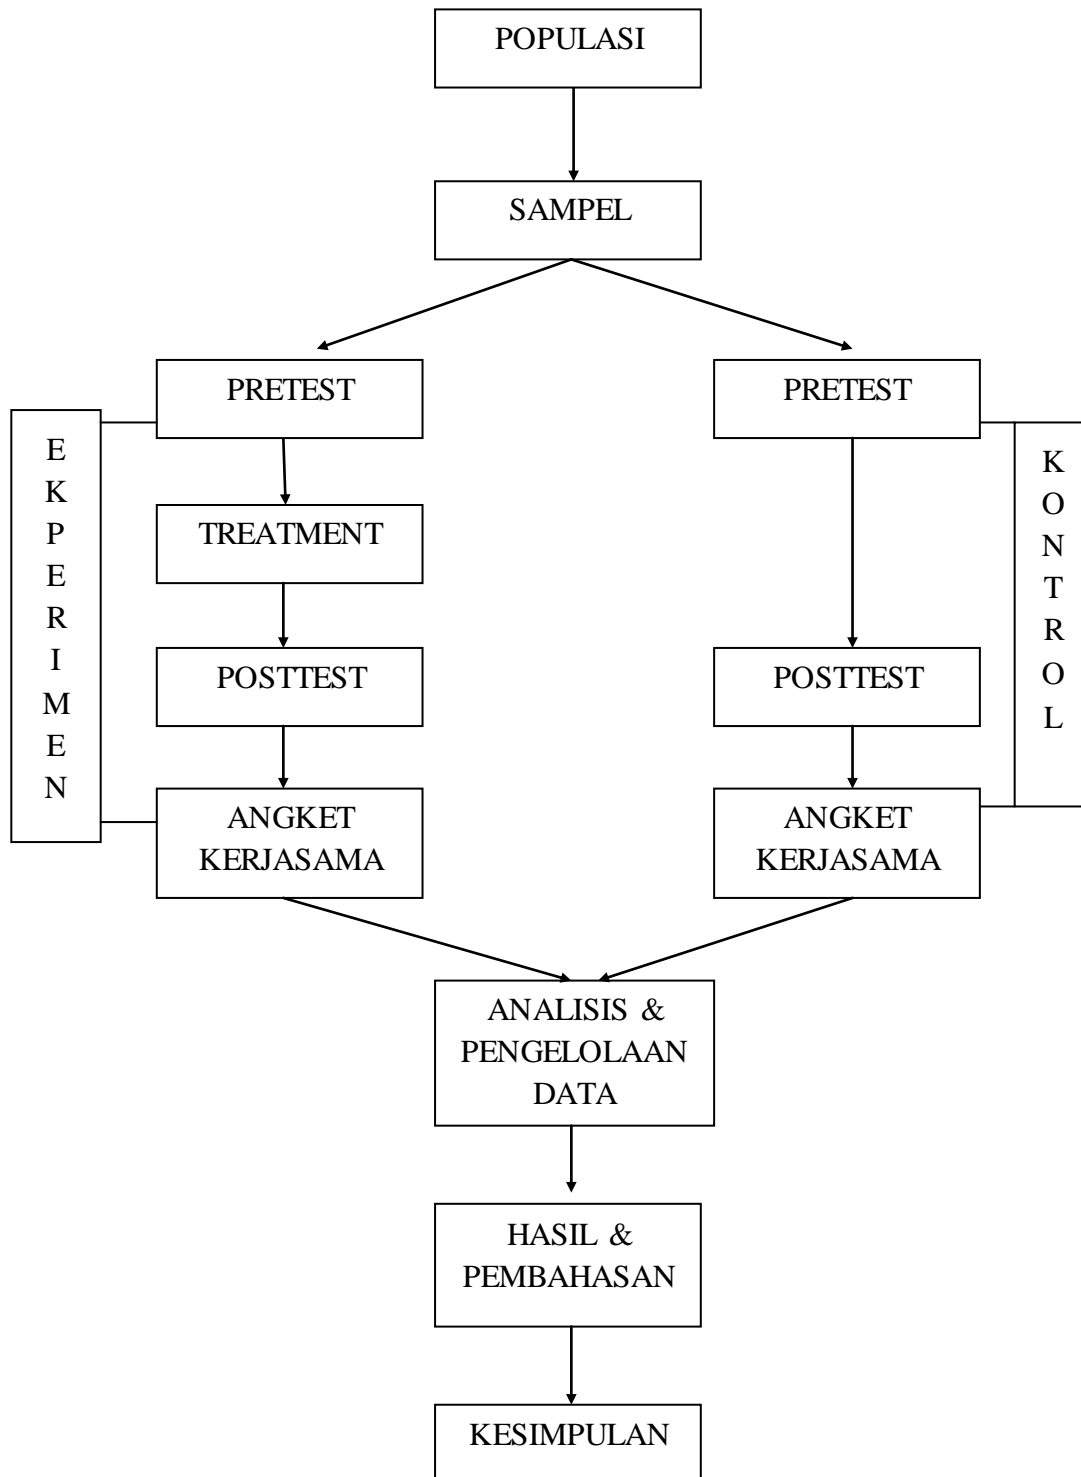 POPULASI
SAMPEL
PRETEST
PRETEST
E
K
P
E
R
I
M
E
N
K
O
N
T
R
O
L
TREATMENT
POSTTEST
POSTTEST
ANGKET
KERJASAMA
ANGKET
KERJASAMA
ANALISIS &
PENGELOLAAN
DATA
HASIL &
PEMBAHASAN
KESIMPULAN